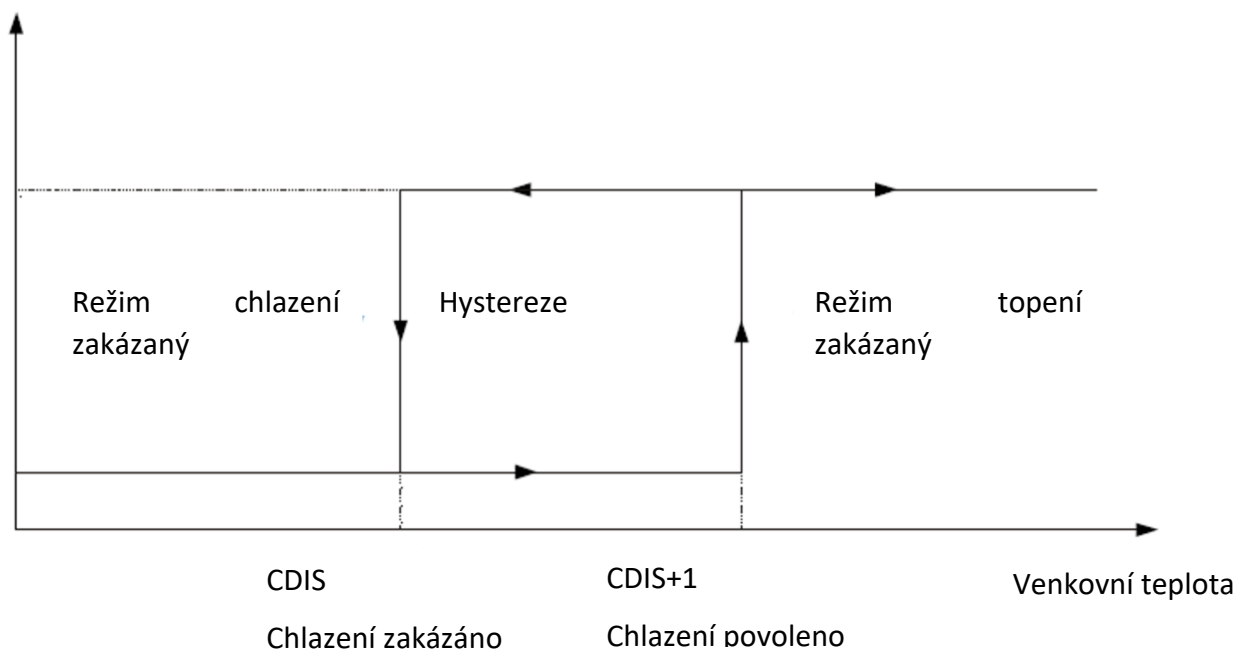 Režim chlazení
zakázaný
Hystereze
Režim topení
zakázaný
CDIS
Chlazení zakázáno
CDIS+1
Chlazení povoleno
Venkovní teplota